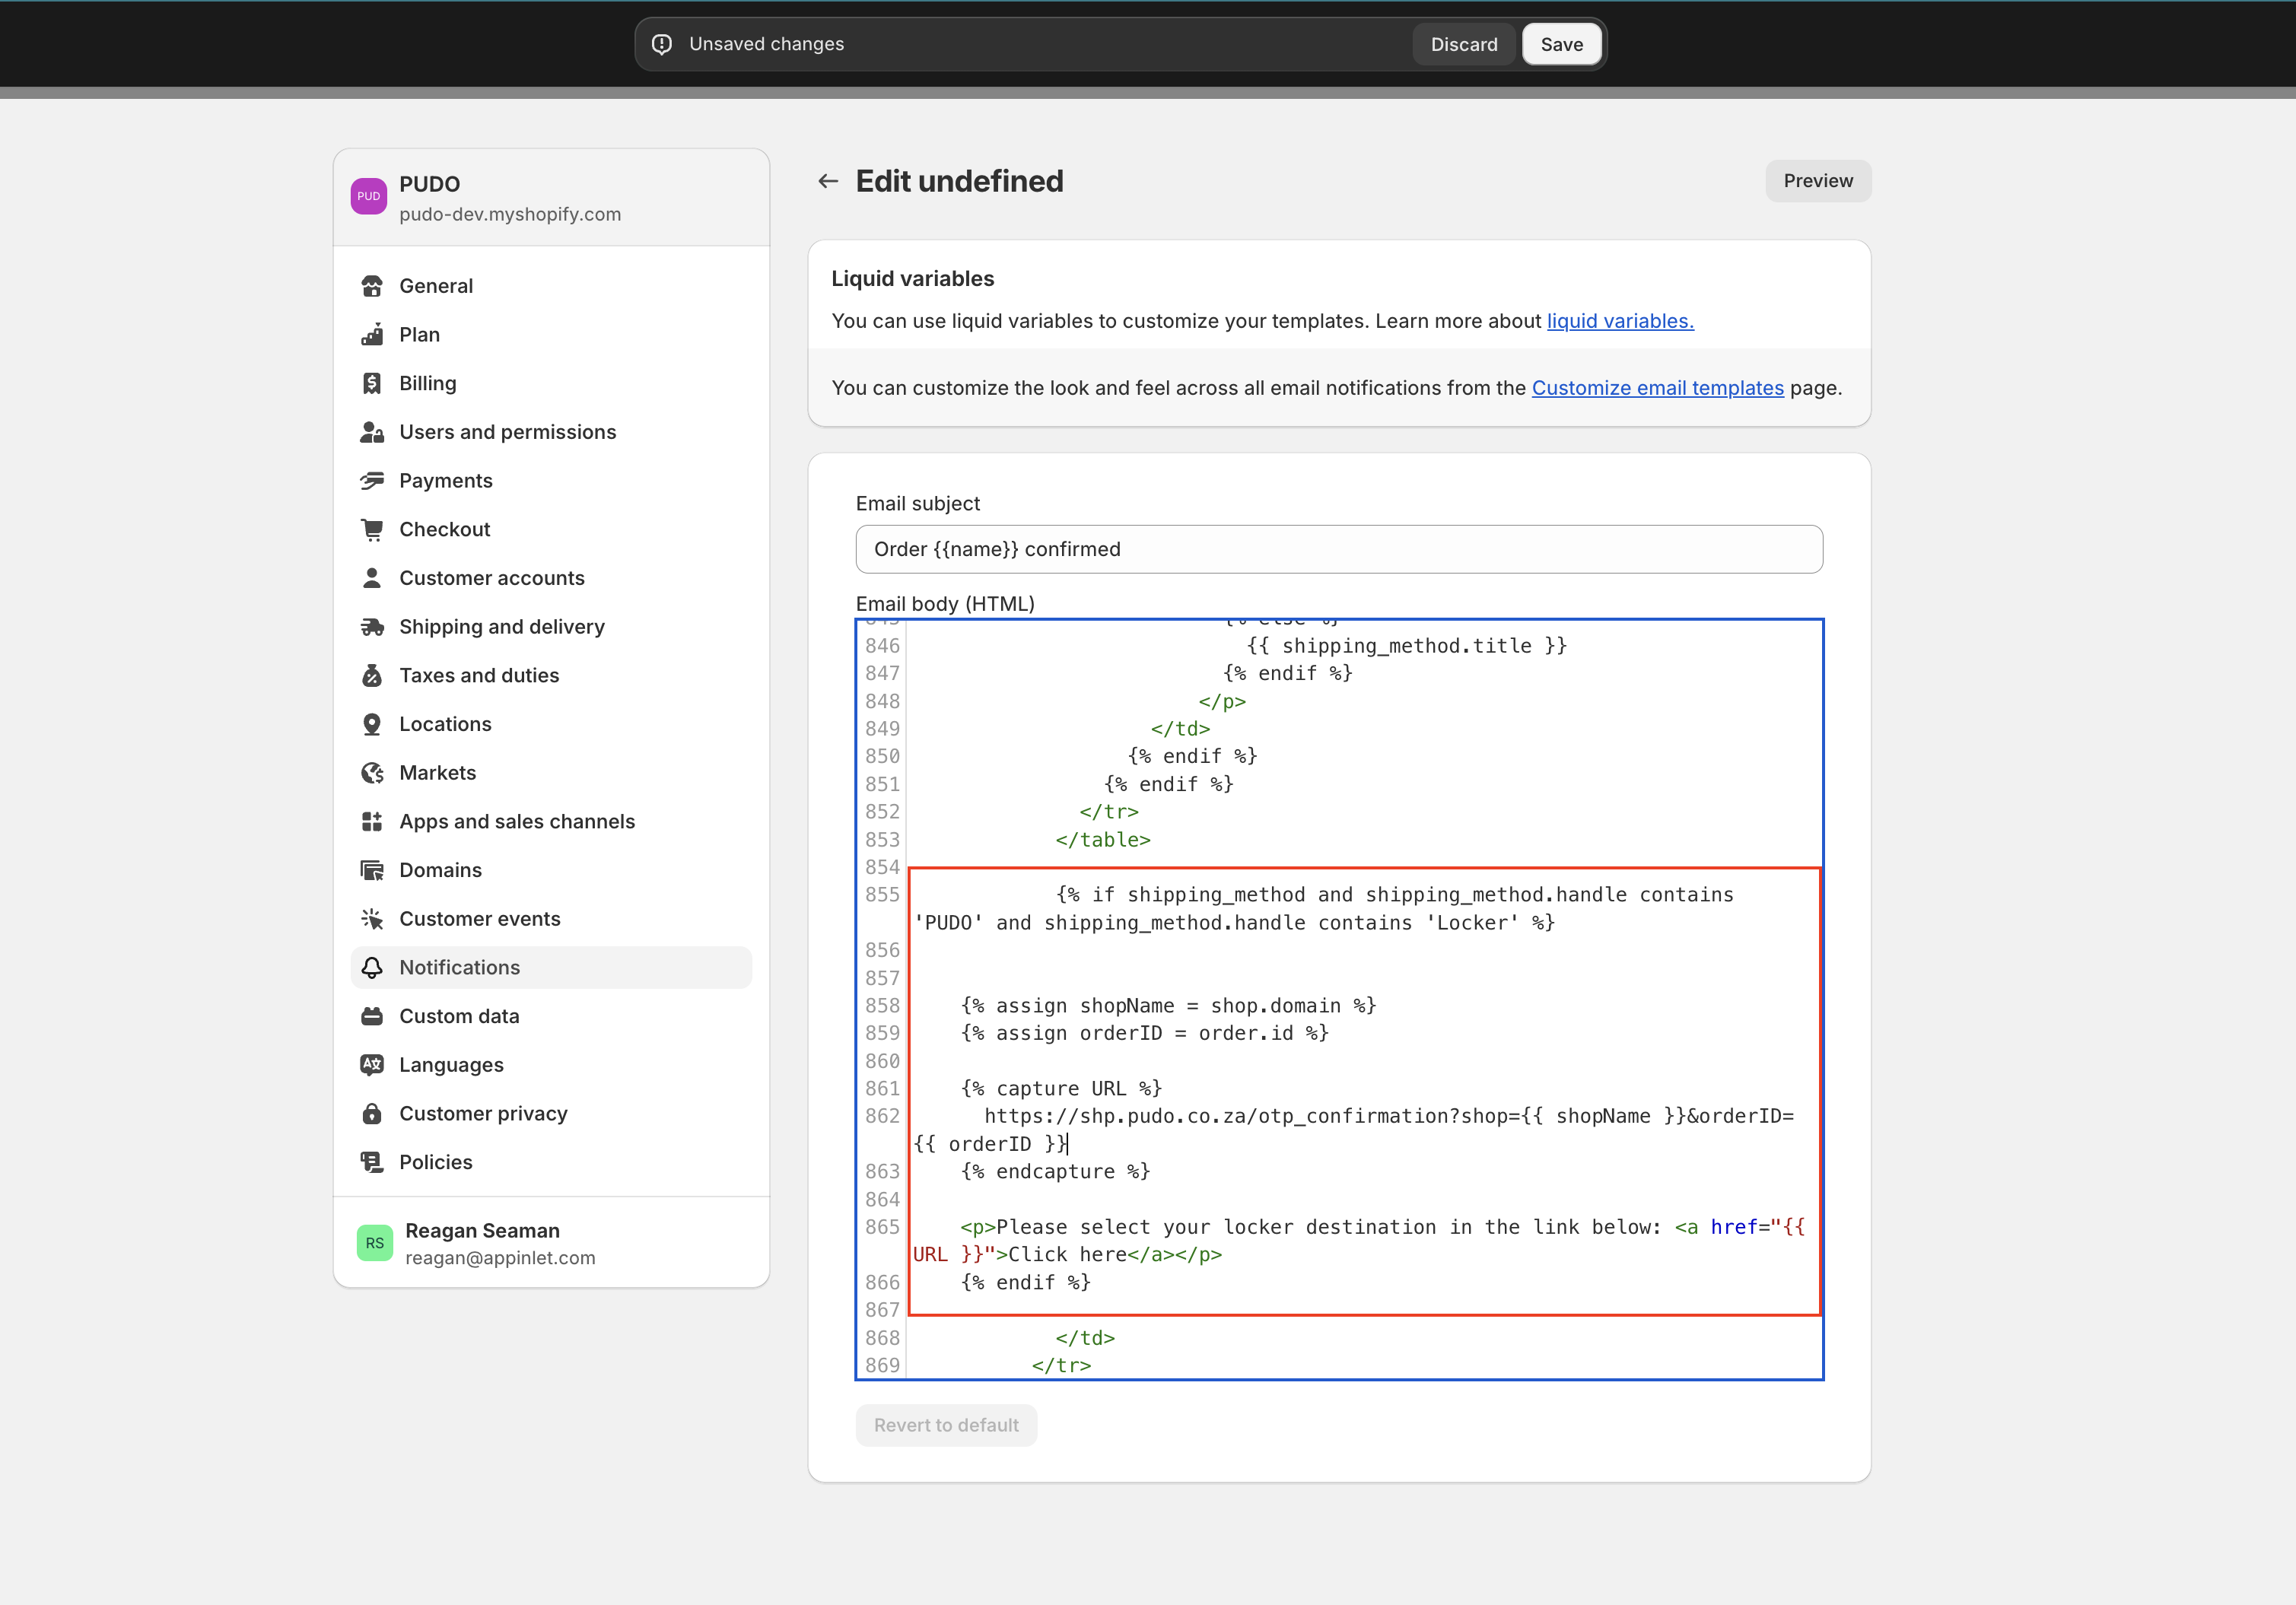 Unsaved changes
Discard
Save
PUD
PUDO
pudo-dev.myshopify.com
General
Plan
Billing
Users and permissions
Payments
Checkout
Customer accounts
Shipping and delivery
Taxes and duties
Locations
Markets
Apps and sales channels
Domains
Customer events
Notifications
Custom data
Languages
Customer privacy
Policies
RS
Reagan Seaman
reagan@appinlet.com
Edit undefined
Preview
Liquid variables
You can use liquid variables to customize your templates. Learn more about liquid variables.
You can customize the look and feel across all email notifications from the Customize email templates page.
Email subject
Order {{name}} confirmed
Email body (HTML)
845 {% else %}
846 {{ shipping_method.title }}
847 {% endif %}
848 </p>
849 </td>
850 {% endif %}
851 {% endif %}
852 </tr>
853 </table>
854
855 {% if shipping_method and shipping_method.handle contains
'PUDO' and shipping_method.handle contains 'Locker' %}
856
857
858 {% assign shopName = shop.domain %}
859 {% assign orderID = order.id %}
860
861 {% capture URL %}
862 https://shp.pudo.co.za/otp_confirmation?shop={{ shopName }}&orderID=
{{ orderID }}
863 {% endcapture %}
864
865 <p>Please select your locker destination in the link below: <a href="{{
URL }}">Click here</a></p>
866 {% endif %}
867
868 </td>
869 </tr>
Revert to default